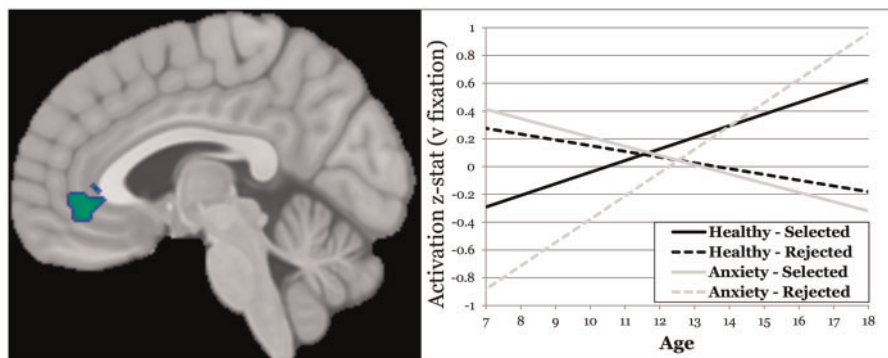 Activation z-stat (v fixation)
1
0.8
0.6
0.4
0.2
0
-0.2
-0.4
-0.6
-0.8
-1
Healthy - Selected
Healthy - Rejected
Anxiety - Selected
Anxiety - Rejected
7 8 9 10 11 12 13 14 15 16 17 18
Age